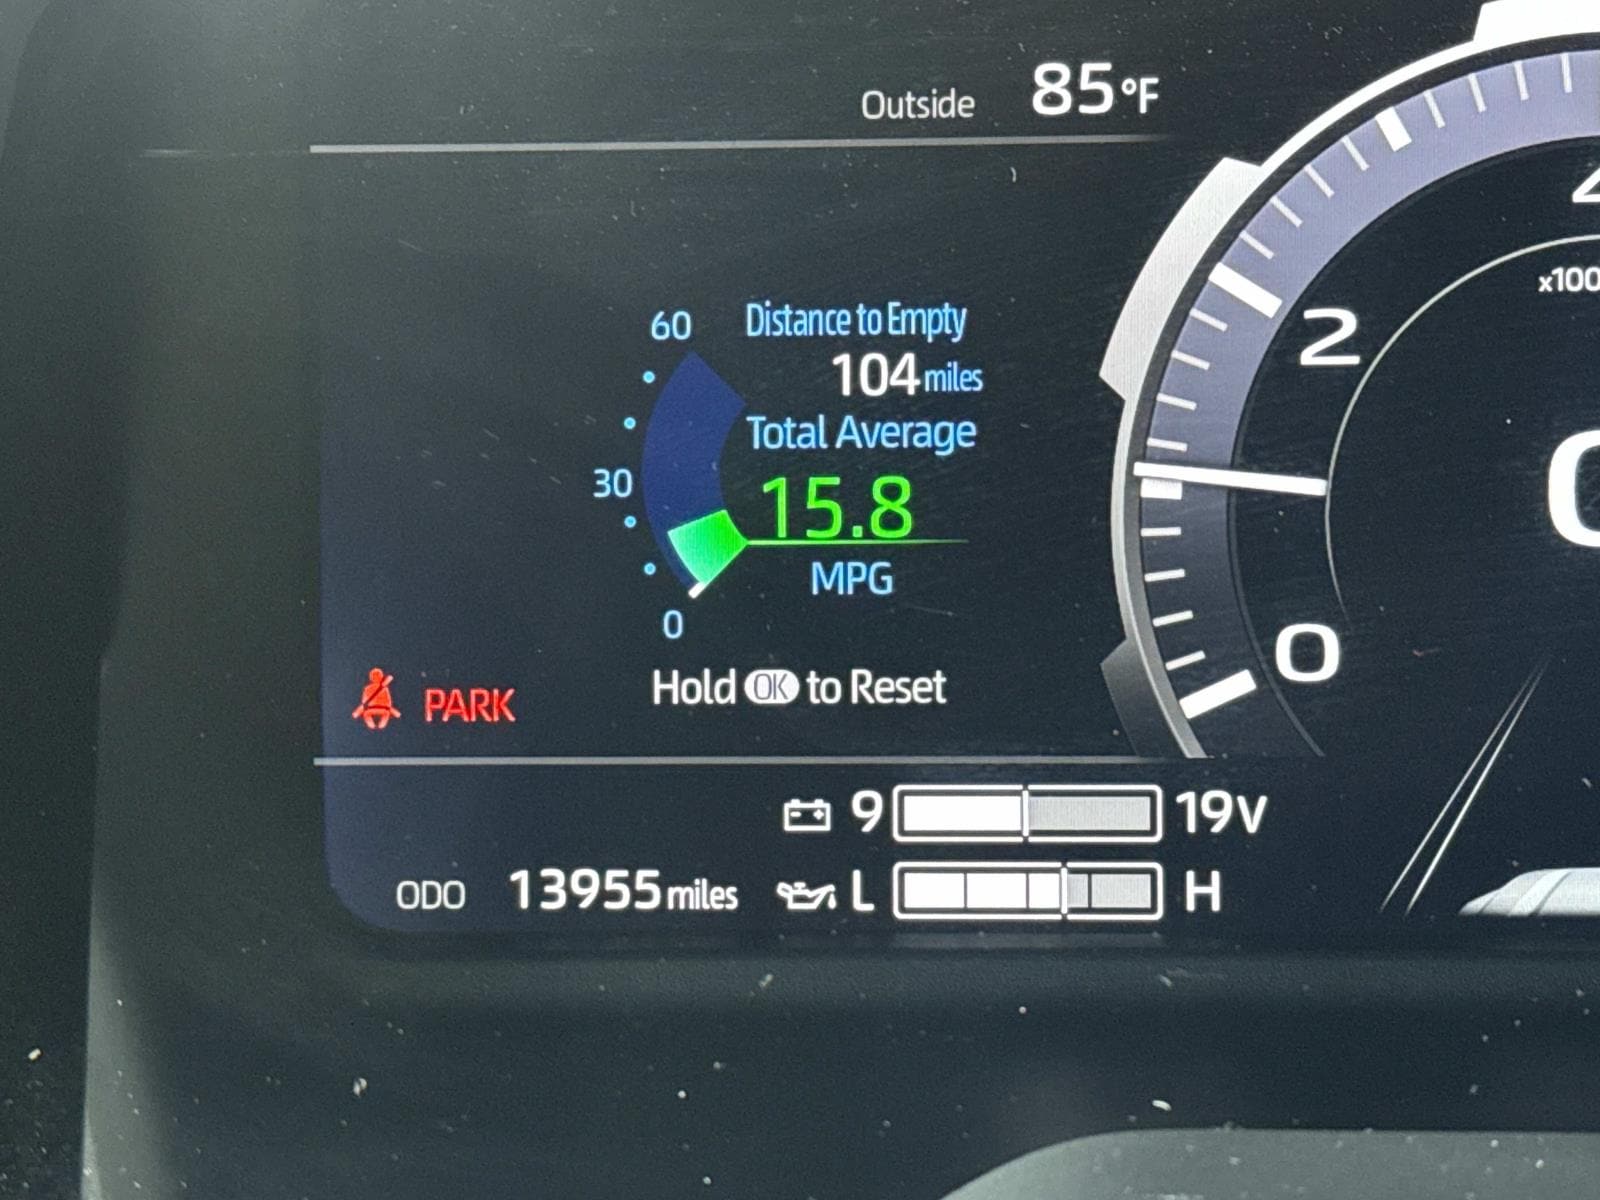 Outside 85°F
60 Distance to Empty
104 miles
Total Average
30 15.8
MPG
0
PARK
Hold OK to Reset
9 19V
ODO 13955 miles L H
x100
2
0